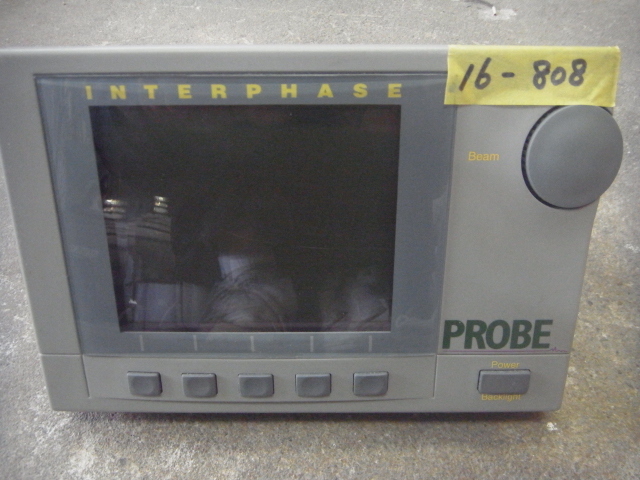 INTERPHASE
16-808
Beam
PROBE
Power
Backlight